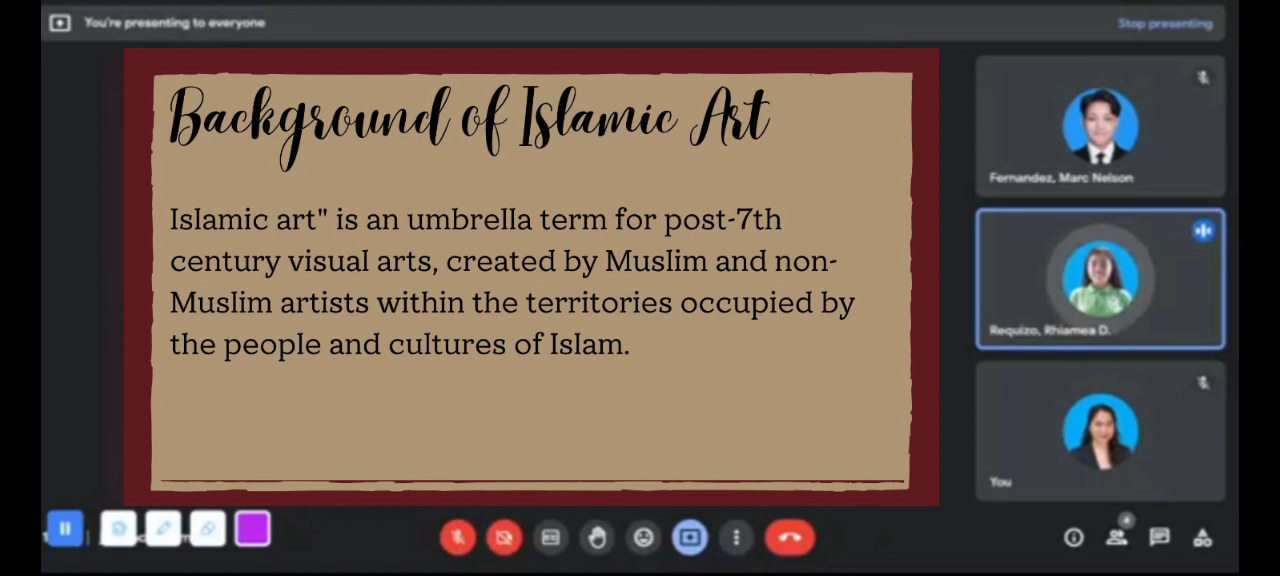 You're presenting to everyone
Stop presenting
Background of Islamic Art
Islamic art" is an umbrella term for post-7th
century visual arts, created by Muslim and non-
Muslim artists within the territories occupied by
the people and cultures of Islam.
Fernandez, Marc Nelson
Requizo, Rhiamea D.
You
4